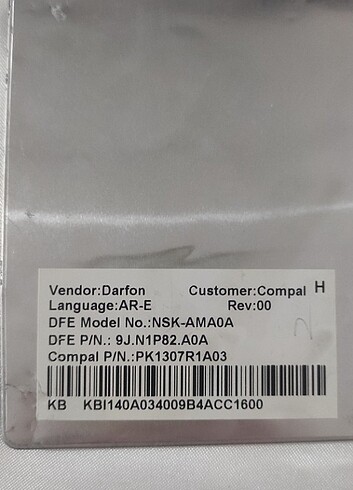 Vendor:Darfon Customer:Compal H
Language:AR-E Rev:00
DFE Model No.:NSK-AMA0A
DFE P/N.: 9J.N1P82.A0A
Compal P/N.:PK1307R1A03
KB KBI140A034009B4ACC1600